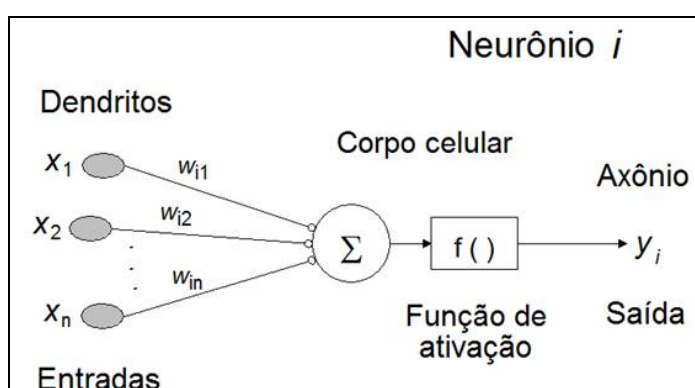 Neurônio i
Dendritos
Corpo celular
Axônio
x1
wi1
x2
wi2
Σ
f ( )
yi
win
xn
Função de
ativação
Saída
Entradas